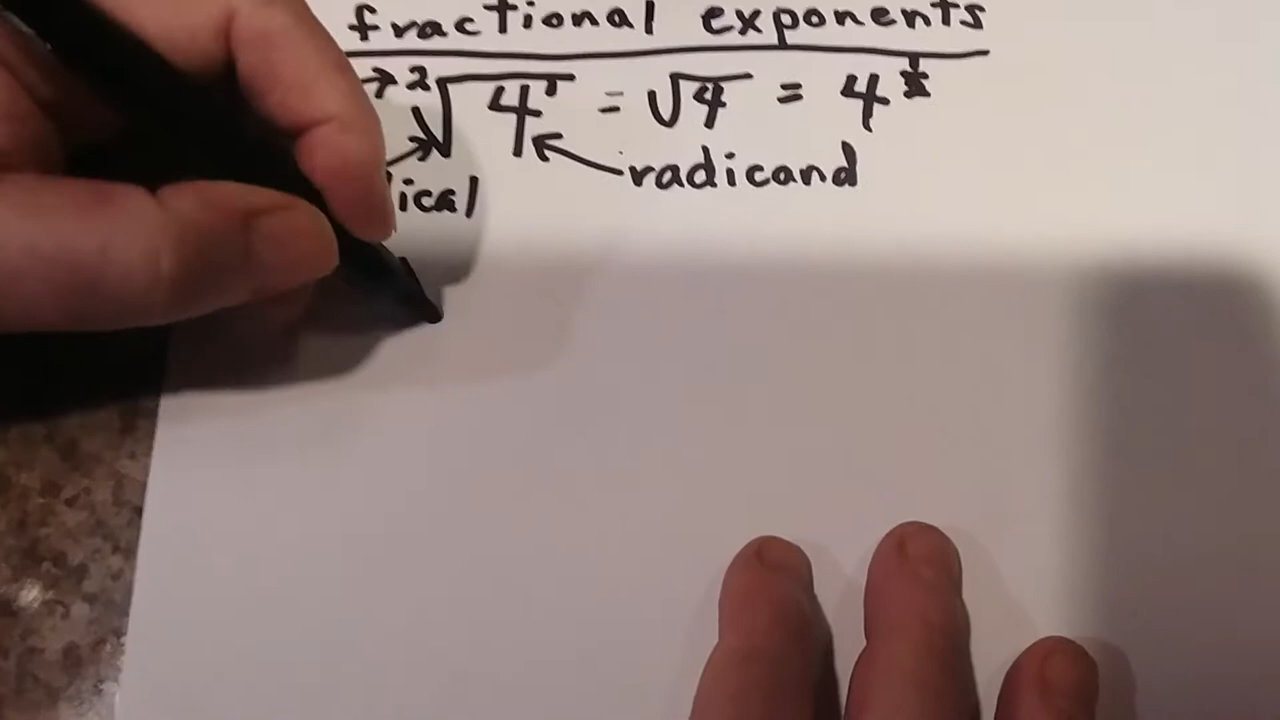 fractional exponents
→ ²√4¹ = √4 = 4^½
radicand
ical